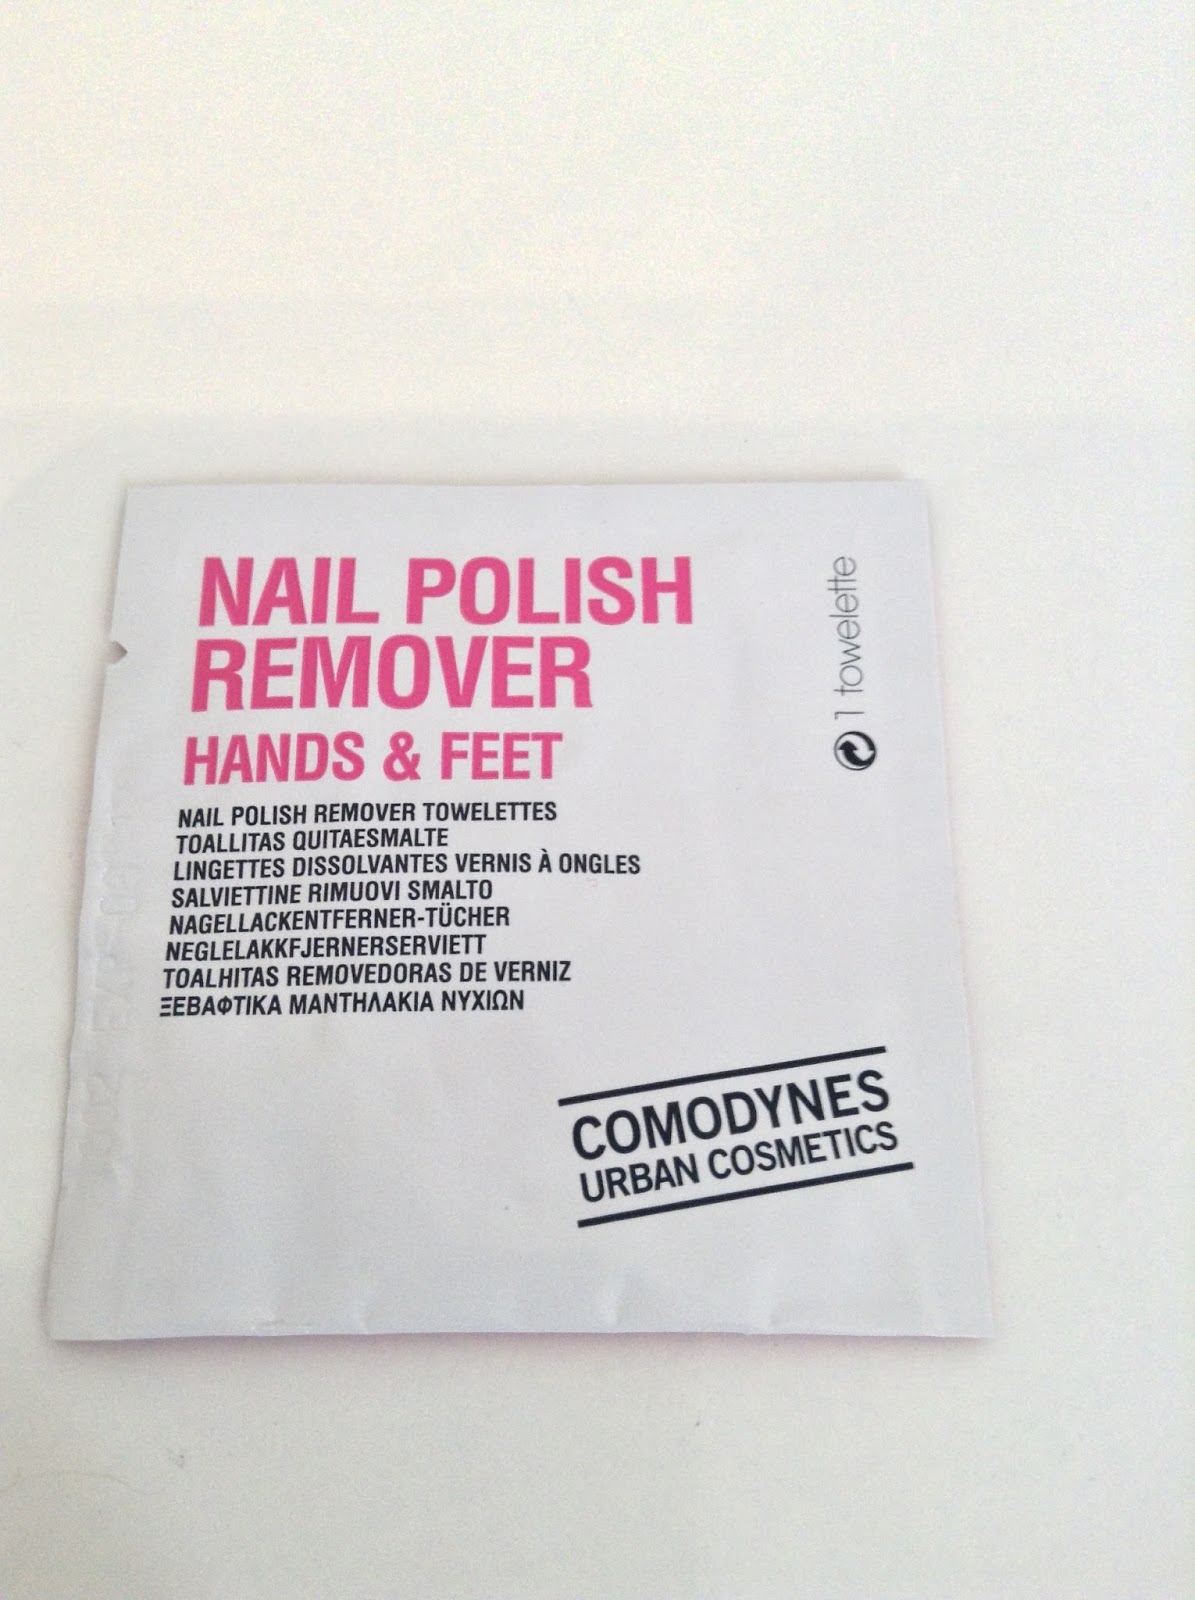 NAIL POLISH
REMOVER
HANDS & FEET
NAIL POLISH REMOVER TOWELETTES
TOALLITAS QUITAESMALTE
LINGETTES DISSOLVANTES VERNIS À ONGLES
SALVIETTINE RIMUOVI SMALTO
NAGELLACKENTFERNER-TÜCHER
NEGLELAKKFJERNERSERVIETT
TOALHITAS REMOVEDORAS DE VERNIZ
ΞΕΒΑΦΤΙΚΑ ΜΑΝΤΗΛΑΚΙΑ ΝΥΧΙΩΝ
1 towelette
COMODYNES
URBAN COSMETICS